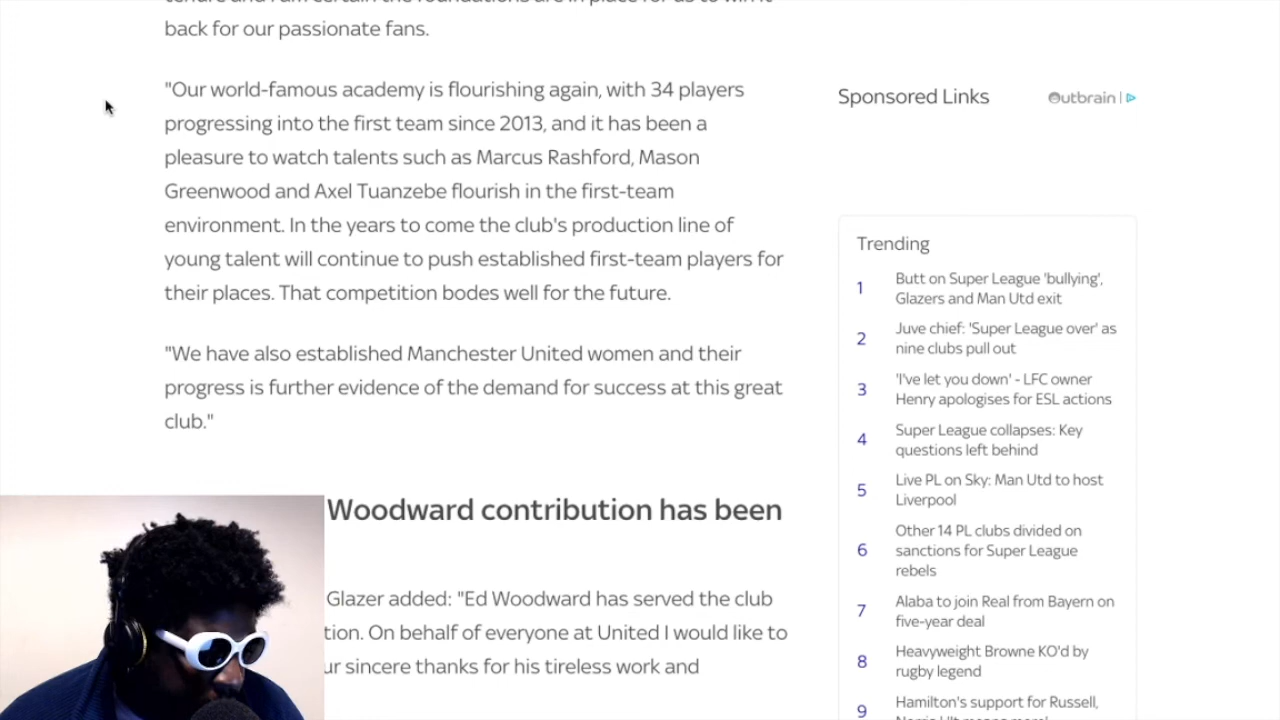 back for our passionate fans.
"Our world-famous academy is flourishing again, with 34 players
progressing into the first team since 2013, and it has been a
pleasure to watch talents such as Marcus Rashford, Mason
Greenwood and Axel Tuanzebe flourish in the first-team
environment. In the years to come the club's production line of
young talent will continue to push established first-team players for
their places. That competition bodes well for the future.
"We have also established Manchester United women and their
progress is further evidence of the demand for success at this great
club."
Woodward contribution has been
Glazer added: "Ed Woodward has served the club
tion. On behalf of everyone at United I would like to
ur sincere thanks for his tireless work and
Sponsored Links
Outbrain
Trending
1 Butt on Super League 'bullying',
Glazers and Man Utd exit
2 Juve chief: 'Super League over' as
nine clubs pull out
3 'I've let you down' - LFC owner
Henry apologises for ESL actions
4 Super League collapses: Key
questions left behind
5 Live PL on Sky: Man Utd to host
Liverpool
6 Other 14 PL clubs divided on
sanctions for Super League
rebels
7 Alaba to join Real from Bayern on
five-year deal
8 Heavyweight Browne KO'd by
rugby legend
9 Hamilton's support for Russell,